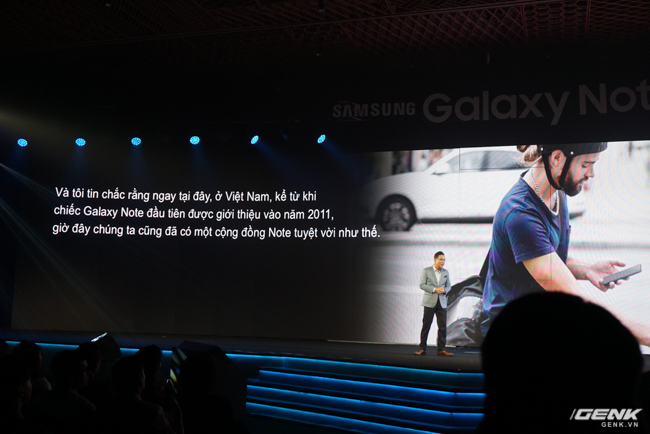 SAMSUNG Galaxy Not
Và tôi tin chắc rằng ngay tại đây, ở Việt Nam, kể từ khi
chiếc Galaxy Note đầu tiên được giới thiệu vào năm 2011,
giờ đây chúng ta cũng đã có một cộng đồng Note tuyệt vời như thế.
GENK
GENK.VN